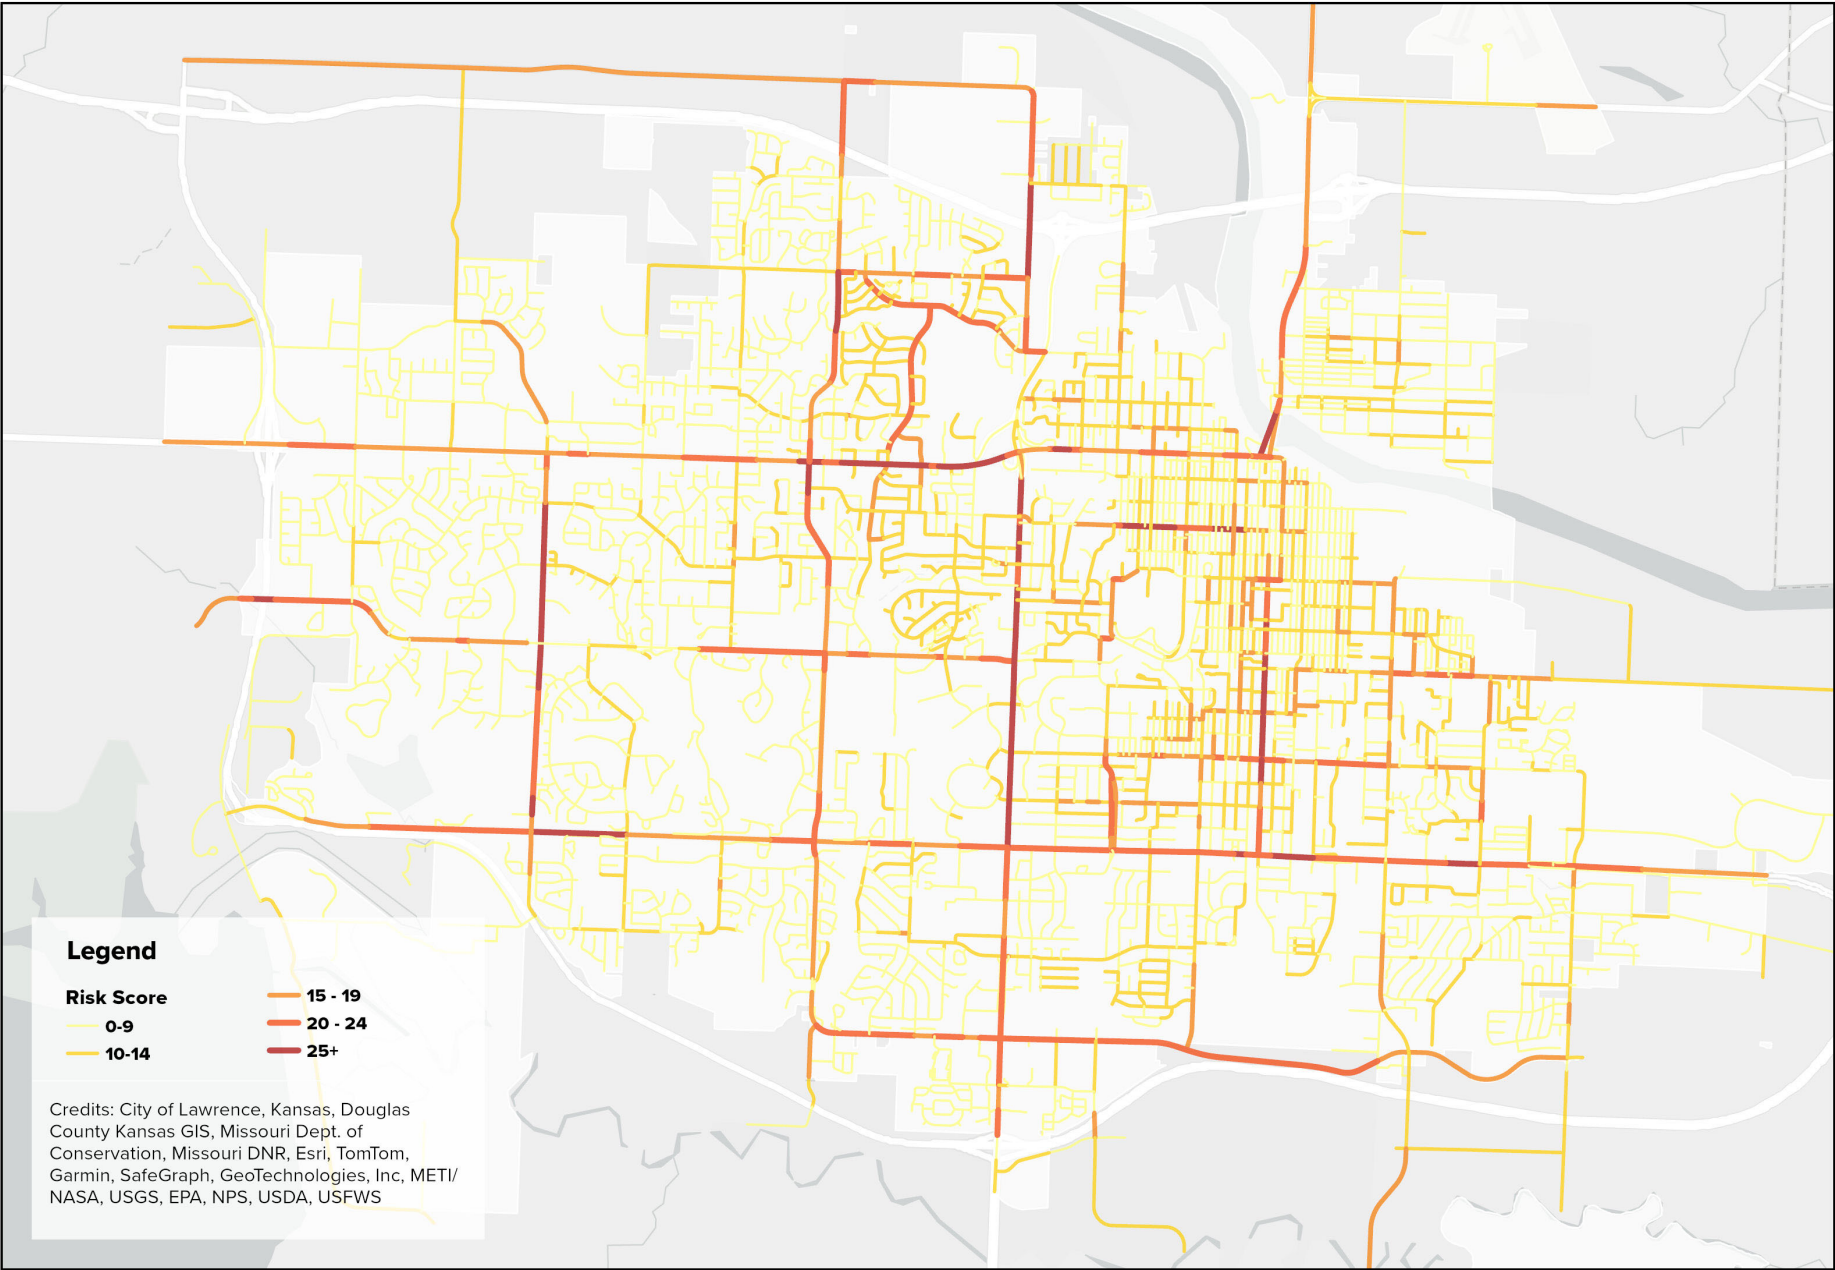 Legend
Risk Score
0-9
10-14
15 - 19
20 - 24
25+
Credits: City of Lawrence, Kansas, Douglas
County Kansas GIS, Missouri Dept. of
Conservation, Missouri DNR, Esri, TomTom,
Garmin, SafeGraph, GeoTechnologies, Inc, METI/
NASA, USGS, EPA, NPS, USDA, USFWS